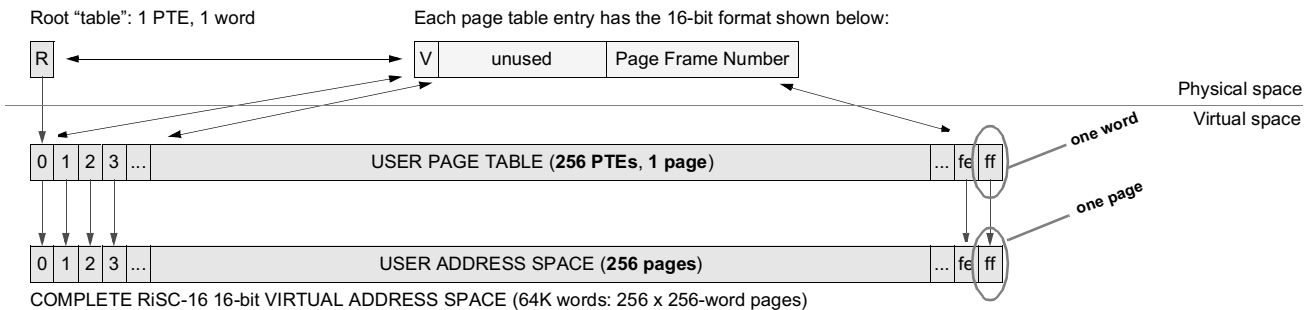 Root “table”: 1 PTE, 1 word
Each page table entry has the 16-bit format shown below:
R
V unused Page Frame Number
Physical space
Virtual space
one word
0 1 2 3 ... USER PAGE TABLE (256 PTEs, 1 page) ... fe ff
one page
0 1 2 3 ... USER ADDRESS SPACE (256 pages) ... fe ff
COMPLETE RiSC-16 16-bit VIRTUAL ADDRESS SPACE (64K words: 256 x 256-word pages)